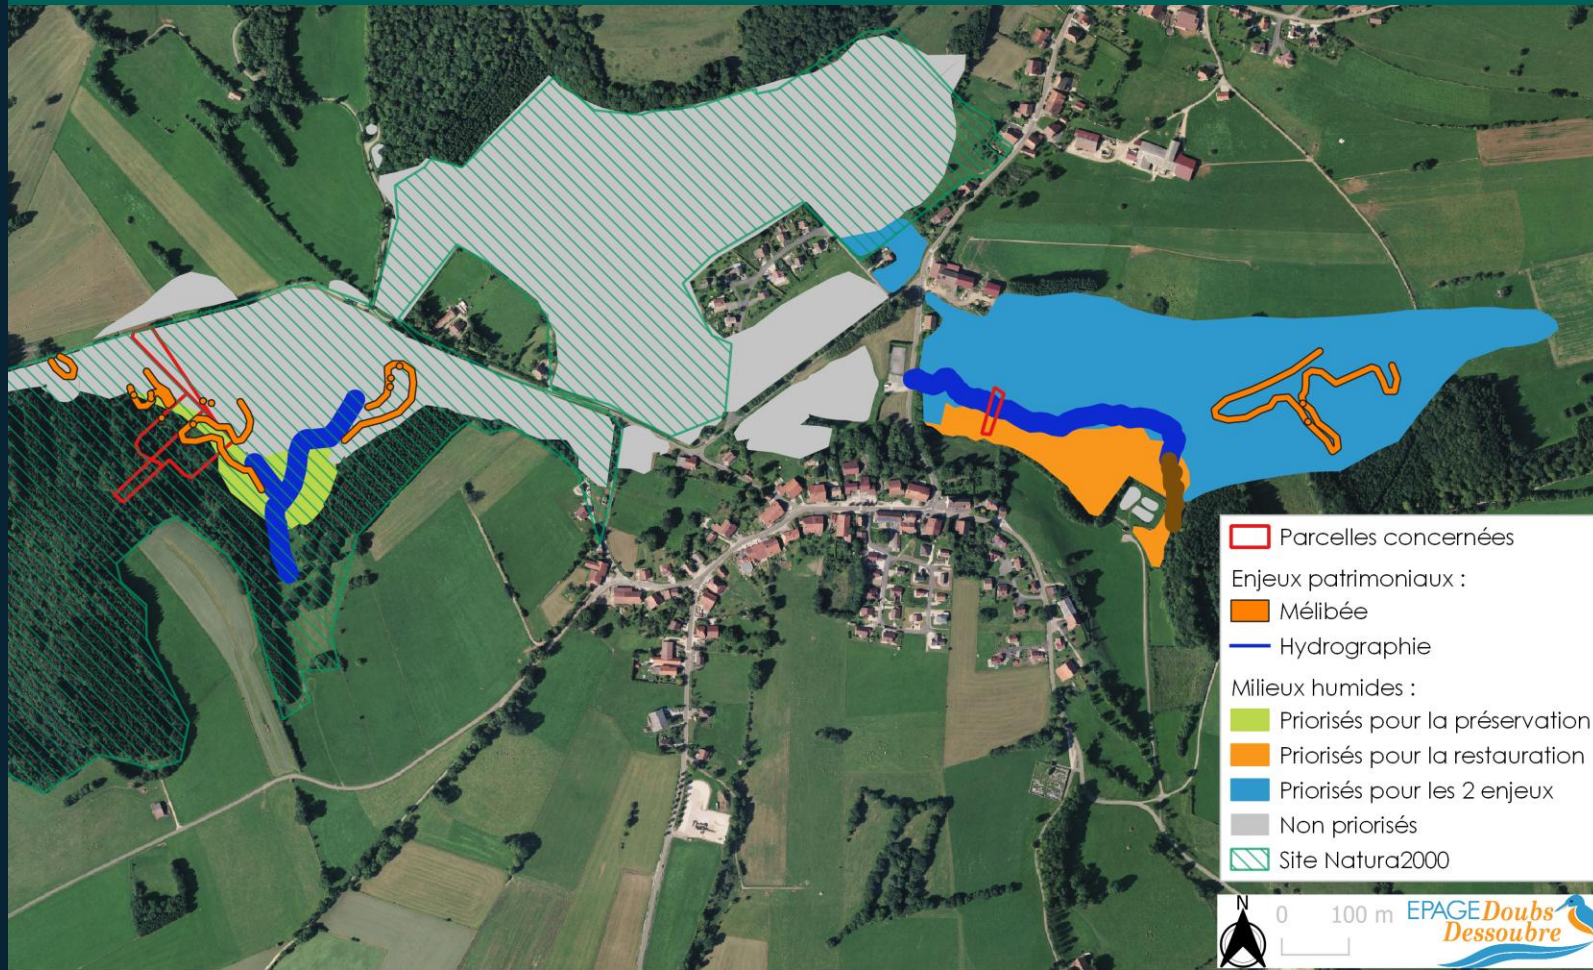 Parcelles concernées
Enjeux patrimoniaux :
Mélibée
Hydrographie
Milieux humides :
Priorisés pour la préservation
Priorisés pour la restauration
Priorisés pour les 2 enjeux
Non priorisés
Site Natura2000
N
0 100 m
EPAGE Doubs
Dessoubre